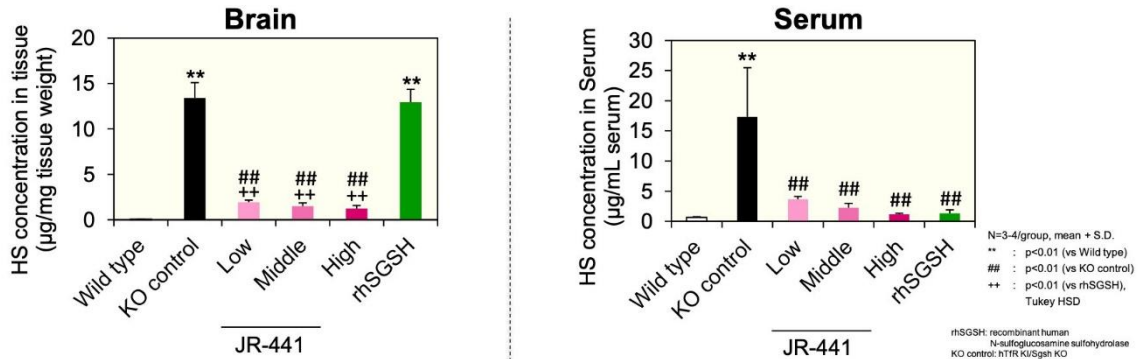 Brain
HS concentration in tissue
(µg/mg tissue weight)
20
15
10
5
0
**
##
++
##
++
##
++
**
Wild type
KO control
Low
Middle
High
rhSGSH
JR-441
Serum
HS concentration in Serum
(µg/mL serum)
30
25
20
15
10
5
0
**
##
##
##
##
Wild type
KO control
Low
Middle
High
rhSGSH
JR-441
N=3-4/group, mean + S.D.
** : p<0.01 (vs Wild type)
## : p<0.01 (vs KO control)
++ : p<0.01 (vs rhSGSH),
Tukey HSD
rhSGSH: recombinant human
N-sulfoglucosamine sulfohydrolase
KO control: hTfR KI/Sgsh KO